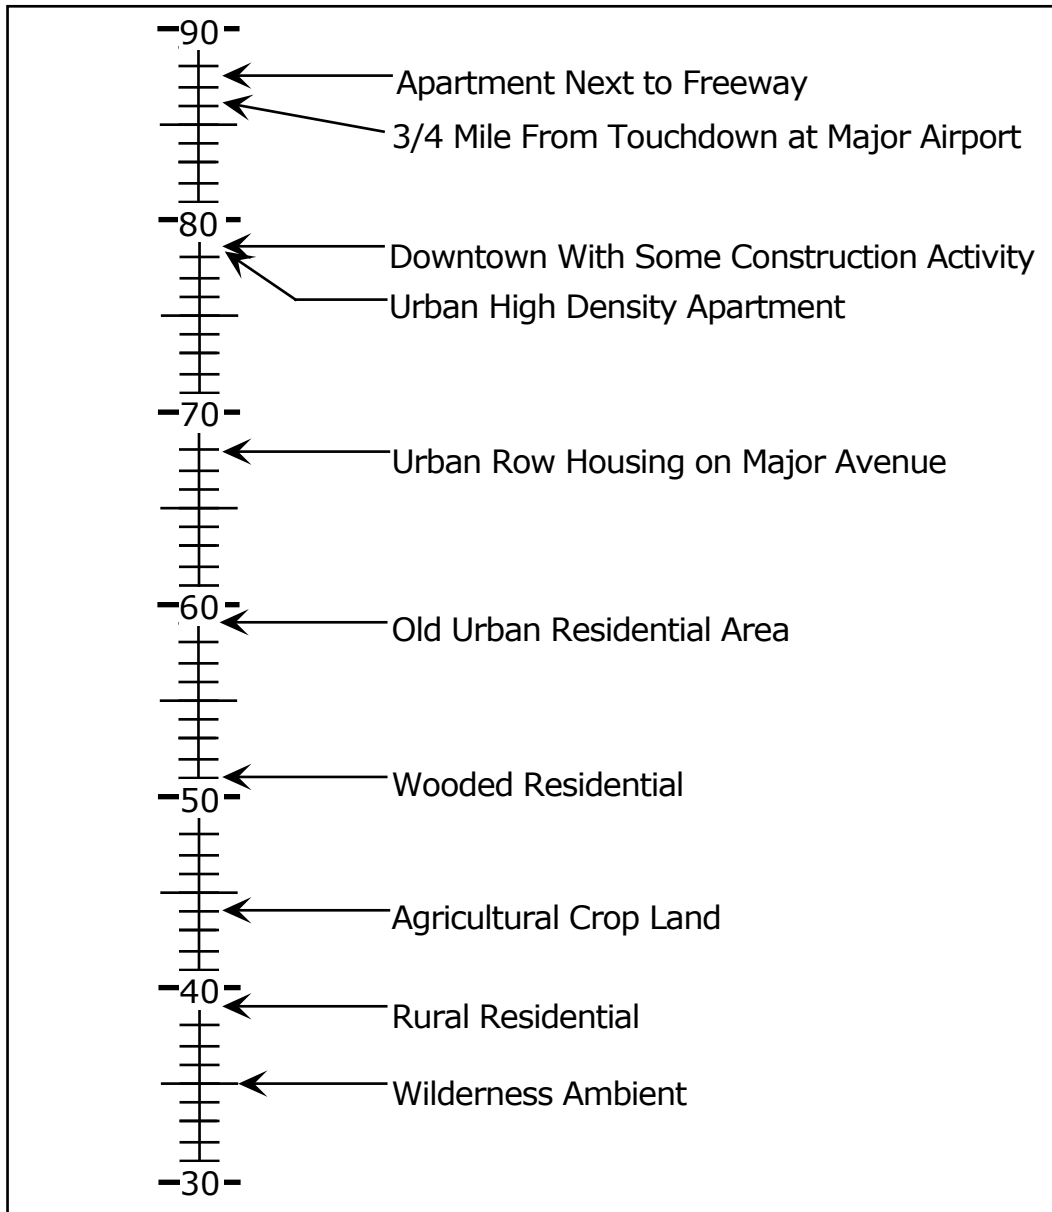 90
Apartment Next to Freeway
3/4 Mile From Touchdown at Major Airport
80
Downtown With Some Construction Activity
Urban High Density Apartment
70
Urban Row Housing on Major Avenue
60
Old Urban Residential Area
Wooded Residential
50
Agricultural Crop Land
40
Rural Residential
Wilderness Ambient
30